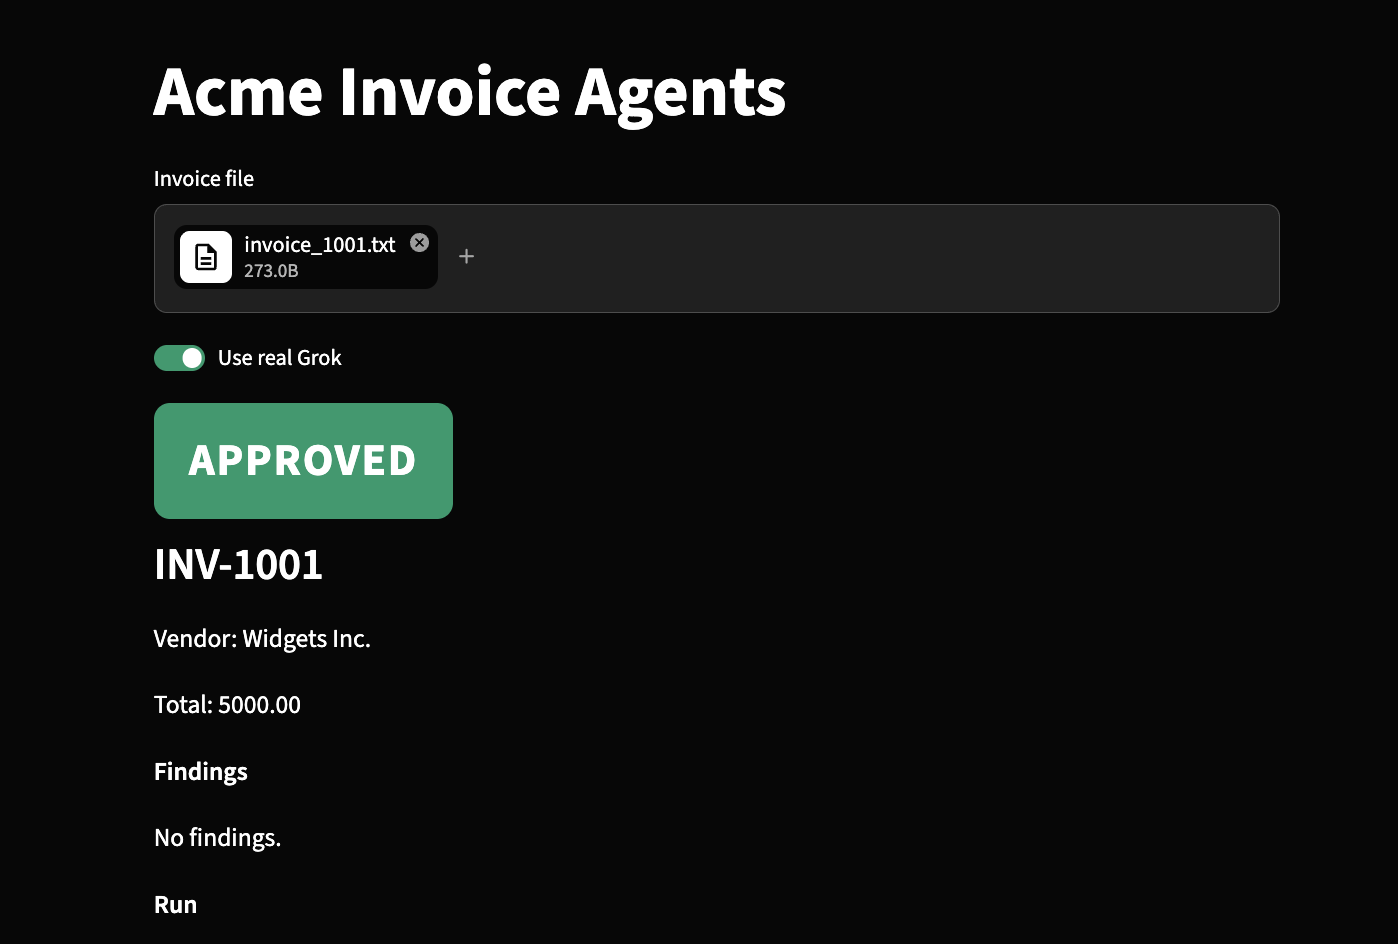 Acme Invoice Agents
Invoice file
invoice_1001.txt
273.0B
Use real Grok
APPROVED
INV-1001
Vendor: Widgets Inc.
Total: 5000.00
Findings
No findings.
Run